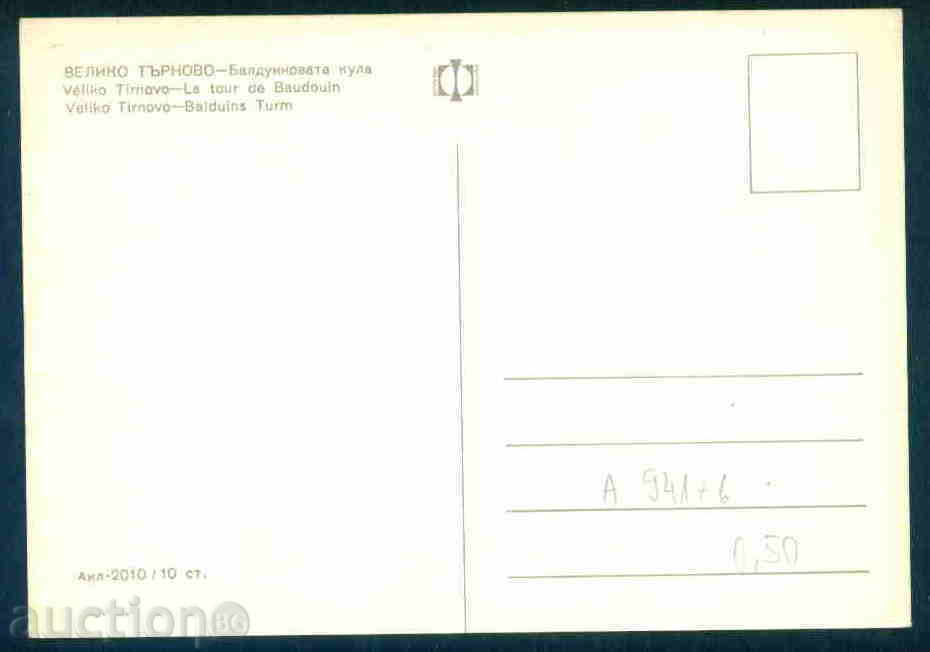 ВЕЛИКО ТЪРНОВО—Балдуиновата кула
Veliko Tirnovo—La tour de Baudouin
Veliko Tirnovo—Balduins Turm
A 941+6
0,50
Акл-2010/10 ст.
auction BG